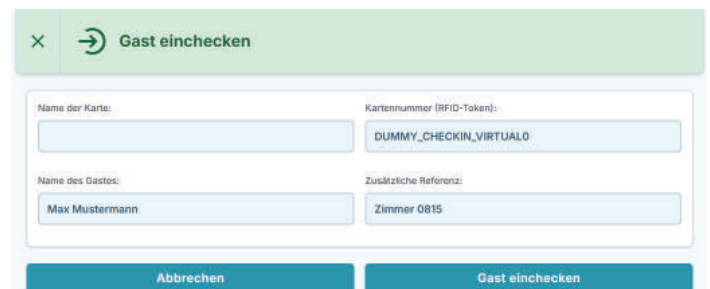 Gast einchecken
Name der Karte:
Kartennummer (RFID-Token):
DUMMY_CHECKIN_VIRTUAL0
Name des Gastes:
Zusätzliche Referenz:
Max Mustermann
Zimmer 0815
Abbrechen
Gast einchecken